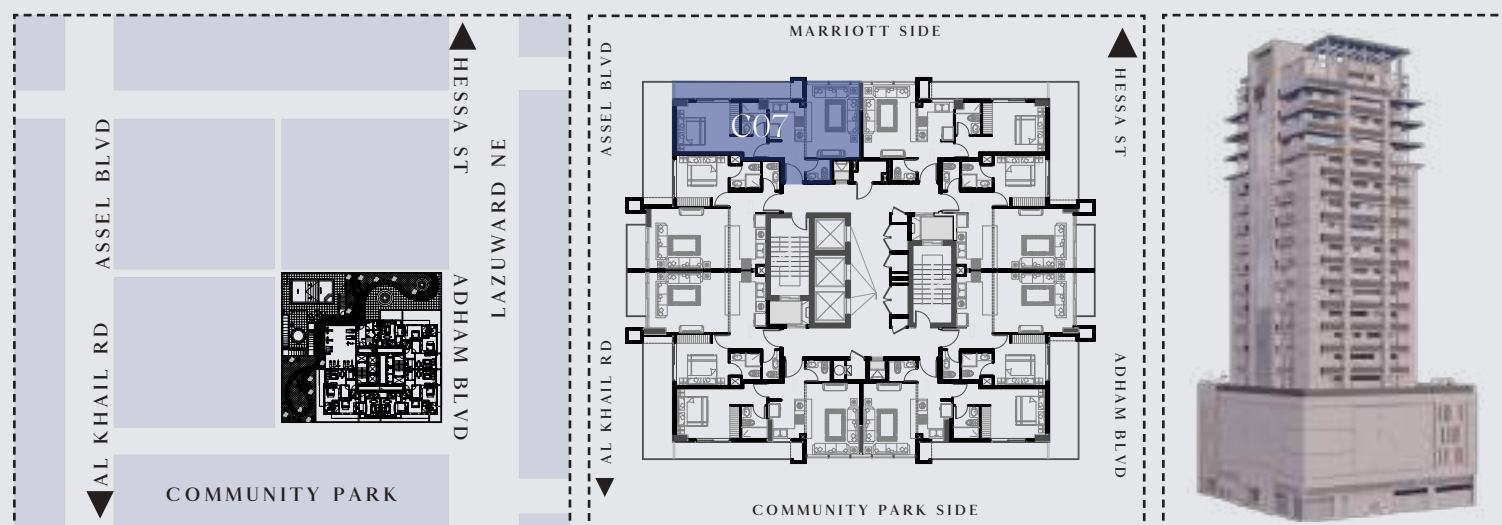 HESSA ST
ASSEL BLVD
LAZUWARD NE
ADHAM BLVD
AL KHAIL RD
COMMUNITY PARK
MARRIOTT SIDE
ASSEL BLVD
HESSA ST
C07
AL KHAIL RD
ADHAM BLVD
COMMUNITY PARK SIDE